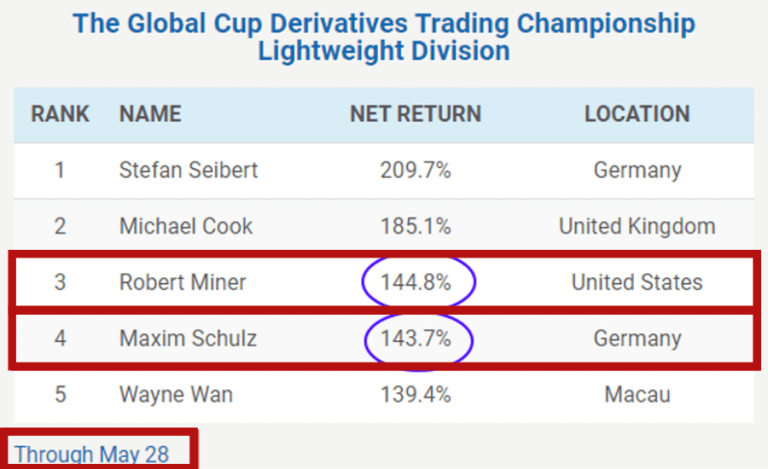 The Global Cup Derivatives Trading Championship
Lightweight Division
RANK NAME NET RETURN LOCATION
1 Stefan Seibert 209.7% Germany
2 Michael Cook 185.1% United Kingdom
3 Robert Miner 144.8% United States
4 Maxim Schulz 143.7% Germany
5 Wayne Wan 139.4% Macau
Through May 28